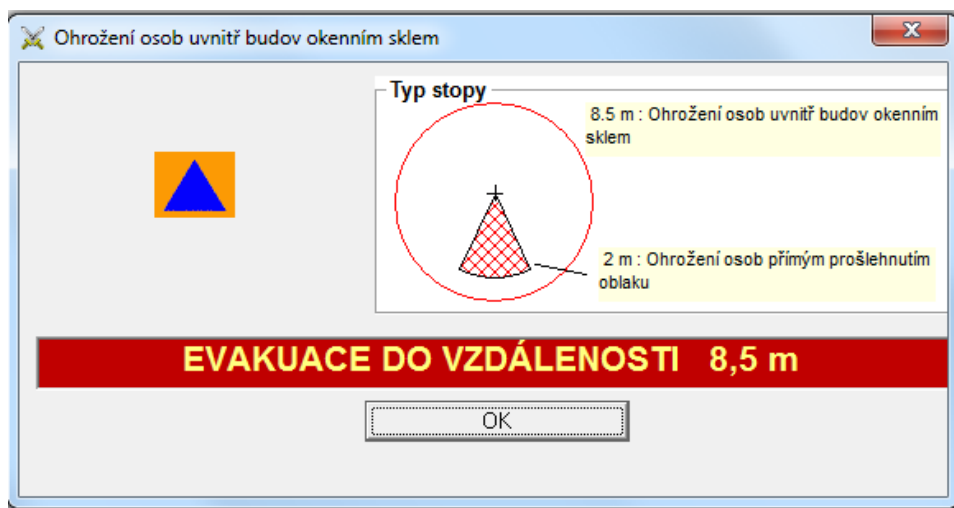 Ohrožení osob uvnitř budov okenním sklem
Typ stopy
8.5 m : Ohrožení osob uvnitř budov okenním
sklem
2 m : Ohrožení osob přímým prošlehnutím
oblaku
EVAKUACE DO VZDÁLENOSTI 8,5 m
OK